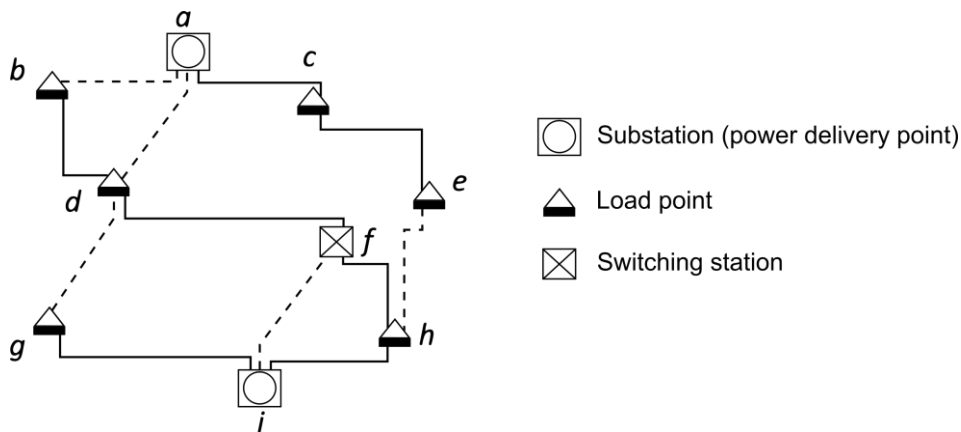 a
b
c
d
e
f
g
h
i
Substation (power delivery point)
Load point
Switching station